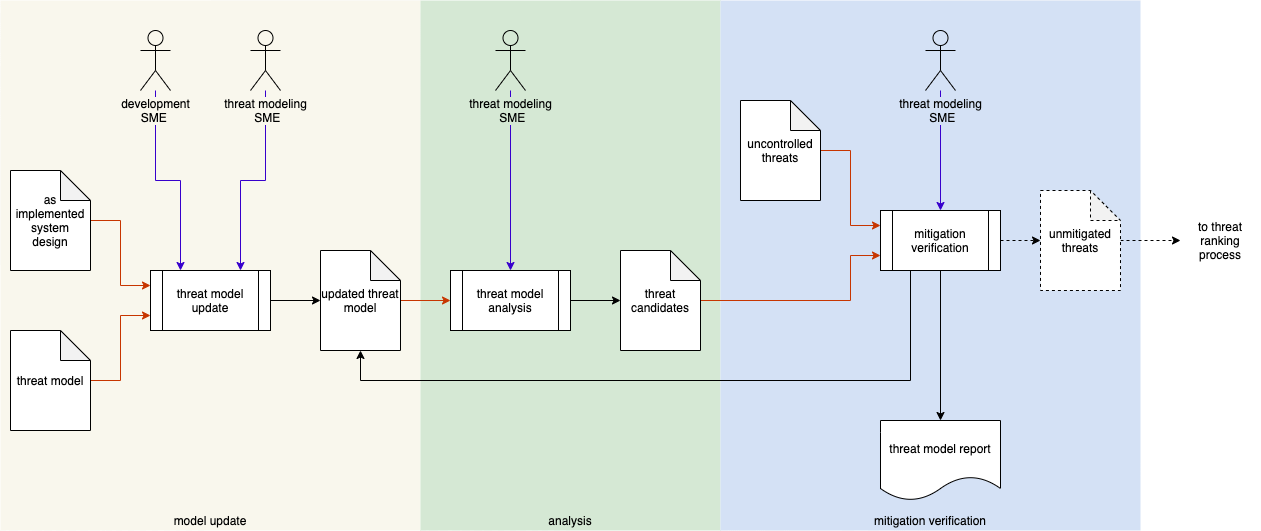 development
SME
threat modeling
SME
threat modeling
SME
threat modeling
SME
uncontrolled
threats
as
implemented
system
design
mitigation
verification
unmitigated
threats
to threat
ranking
process
threat model
update
updated threat
model
threat model
analysis
threat
candidates
threat model
threat model report
model update
analysis
mitigation verification